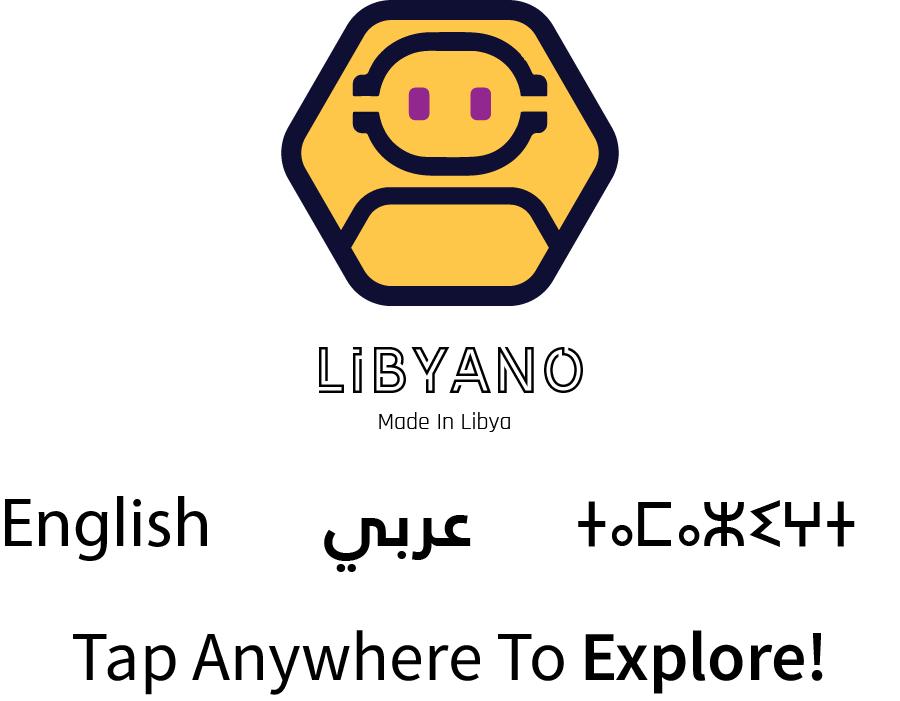 LiBYANO
Made In Libya
English عربي ⵜⴰⵎⴰⵣⵉⵖⵜ
Tap Anywhere To Explore!